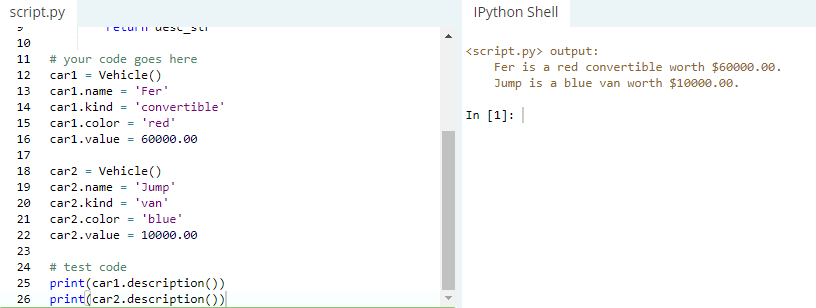 script.py
IPython Shell
9 return desc_str
10
11 # your code goes here
12 car1 = Vehicle()
13 car1.name = 'Fer'
14 car1.kind = 'convertible'
15 car1.color = 'red'
16 car1.value = 60000.00
17
18 car2 = Vehicle()
19 car2.name = 'Jump'
20 car2.kind = 'van'
21 car2.color = 'blue'
22 car2.value = 10000.00
23
24 # test code
25 print(car1.description())
26 print(car2.description())
<script.py> output:
Fer is a red convertible worth $60000.00.
Jump is a blue van worth $10000.00.
In [1]: